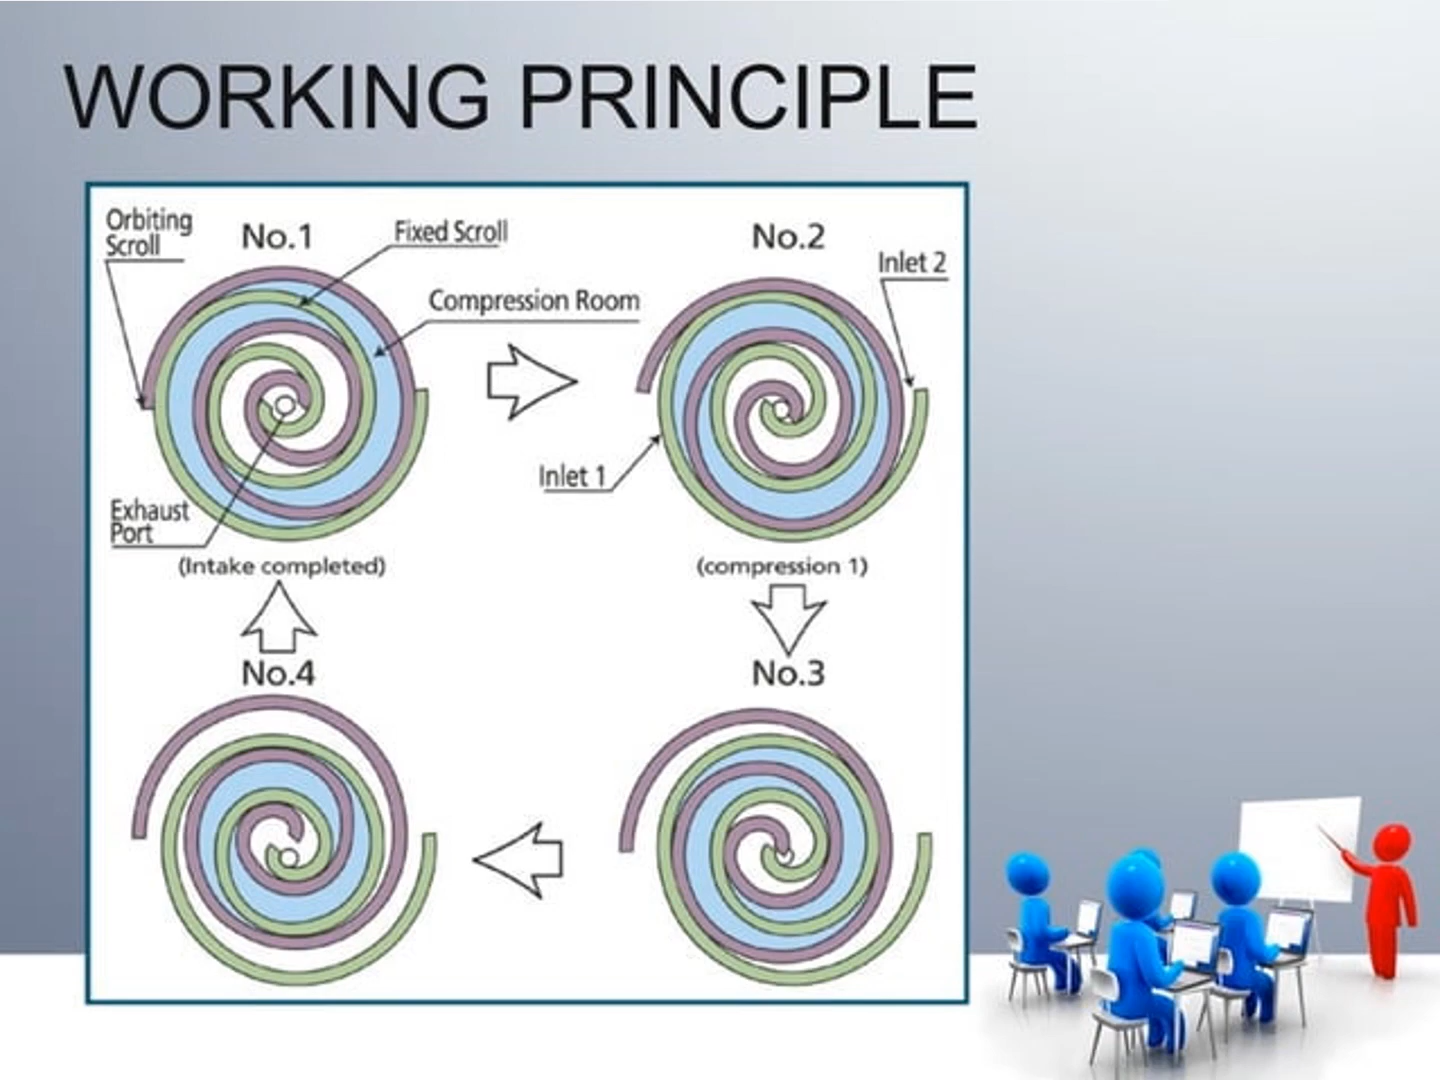 WORKING PRINCIPLE
Orbiting
Scroll
No.1
Fixed Scroll
Compression Room
Exhaust
Port
(Intake completed)
No.2
Inlet 2
Inlet 1
(compression 1)
No.4
No.3